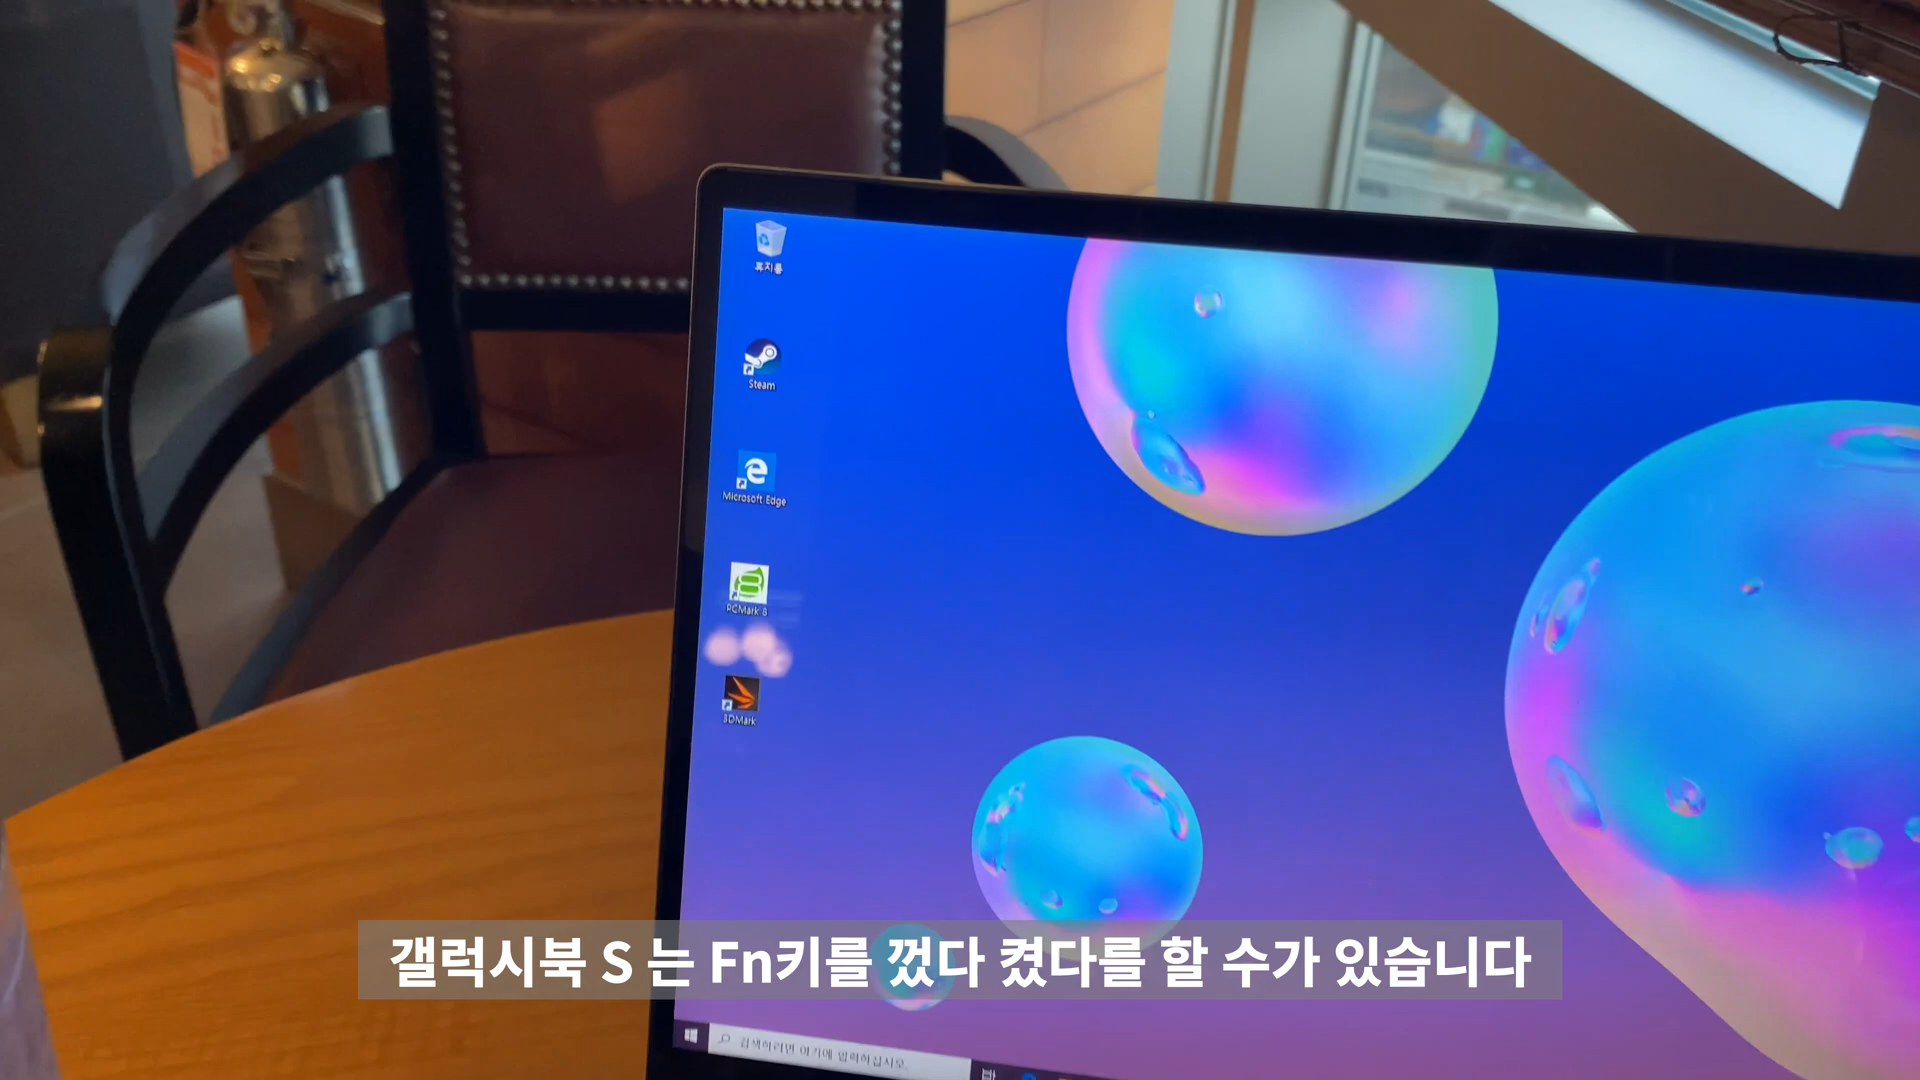 휴지통
Steam
Microsoft Edge
PCMark 8
3DMark
갤럭시북 S 는 Fn키를 껐다 켰다를 할 수가 있습니다
검색하려면 여기에 입력하십시오.